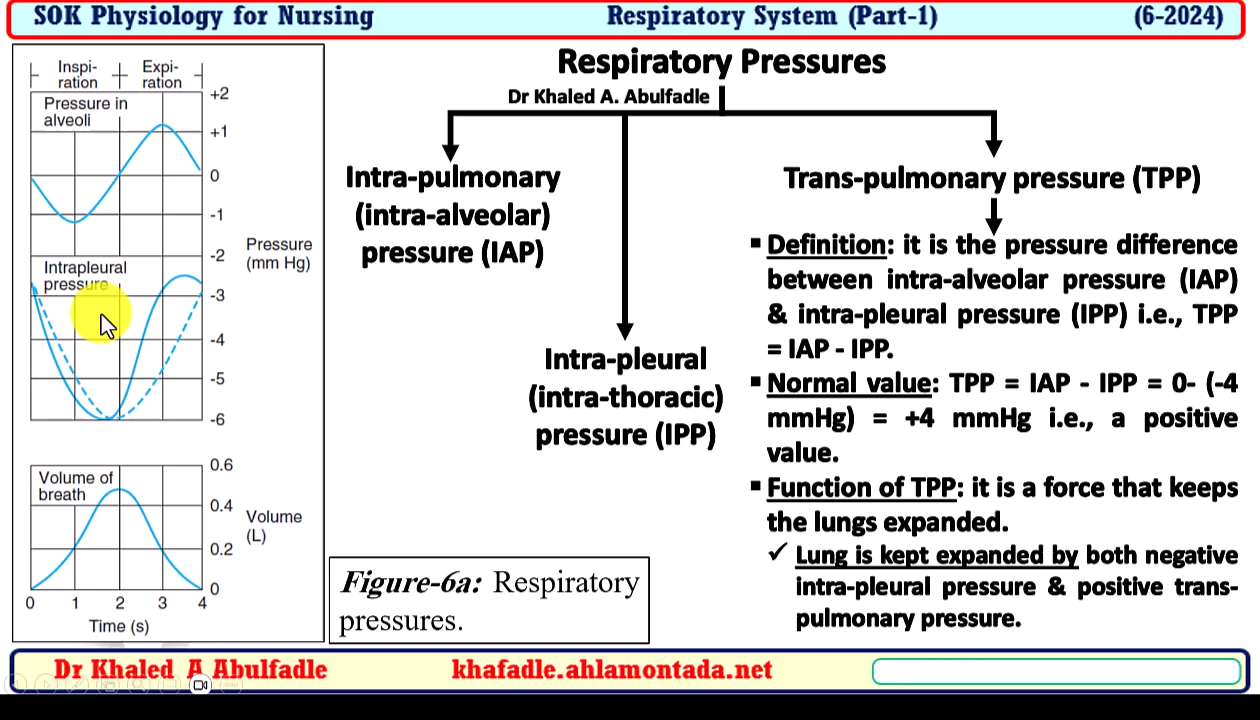 SOK Physiology for Nursing Respiratory System (Part-1) (6-2024)
Inspi- Expi-
ration ration
Pressure in
alveoli
+2
+1
0
-1
-2
Pressure
(mm Hg)
Intrapleural
pressure
-3
-4
-5
-6
0.6
Volume of
breath
0.4
Volume
(L)
0.2
0
0 1 2 3 4
Time (s)
Respiratory Pressures
Dr Khaled A. Abulfadle
Intra-pulmonary
(intra-alveolar)
pressure (IAP)
Intra-pleural
(intra-thoracic)
pressure (IPP)
Trans-pulmonary pressure (TPP)
▪ Definition: it is the pressure difference
between intra-alveolar pressure (IAP)
& intra-pleural pressure (IPP) i.e., TPP
= IAP - IPP.
▪ Normal value: TPP = IAP - IPP = 0- (-4
mmHg) = +4 mmHg i.e., a positive
value.
▪ Function of TPP: it is a force that keeps
the lungs expanded.
✓ Lung is kept expanded by both negative
intra-pleural pressure & positive trans-
pulmonary pressure.
Figure-6a: Respiratory
pressures.
Dr Khaled A Abulfadle khafadle.ahlamontada.net